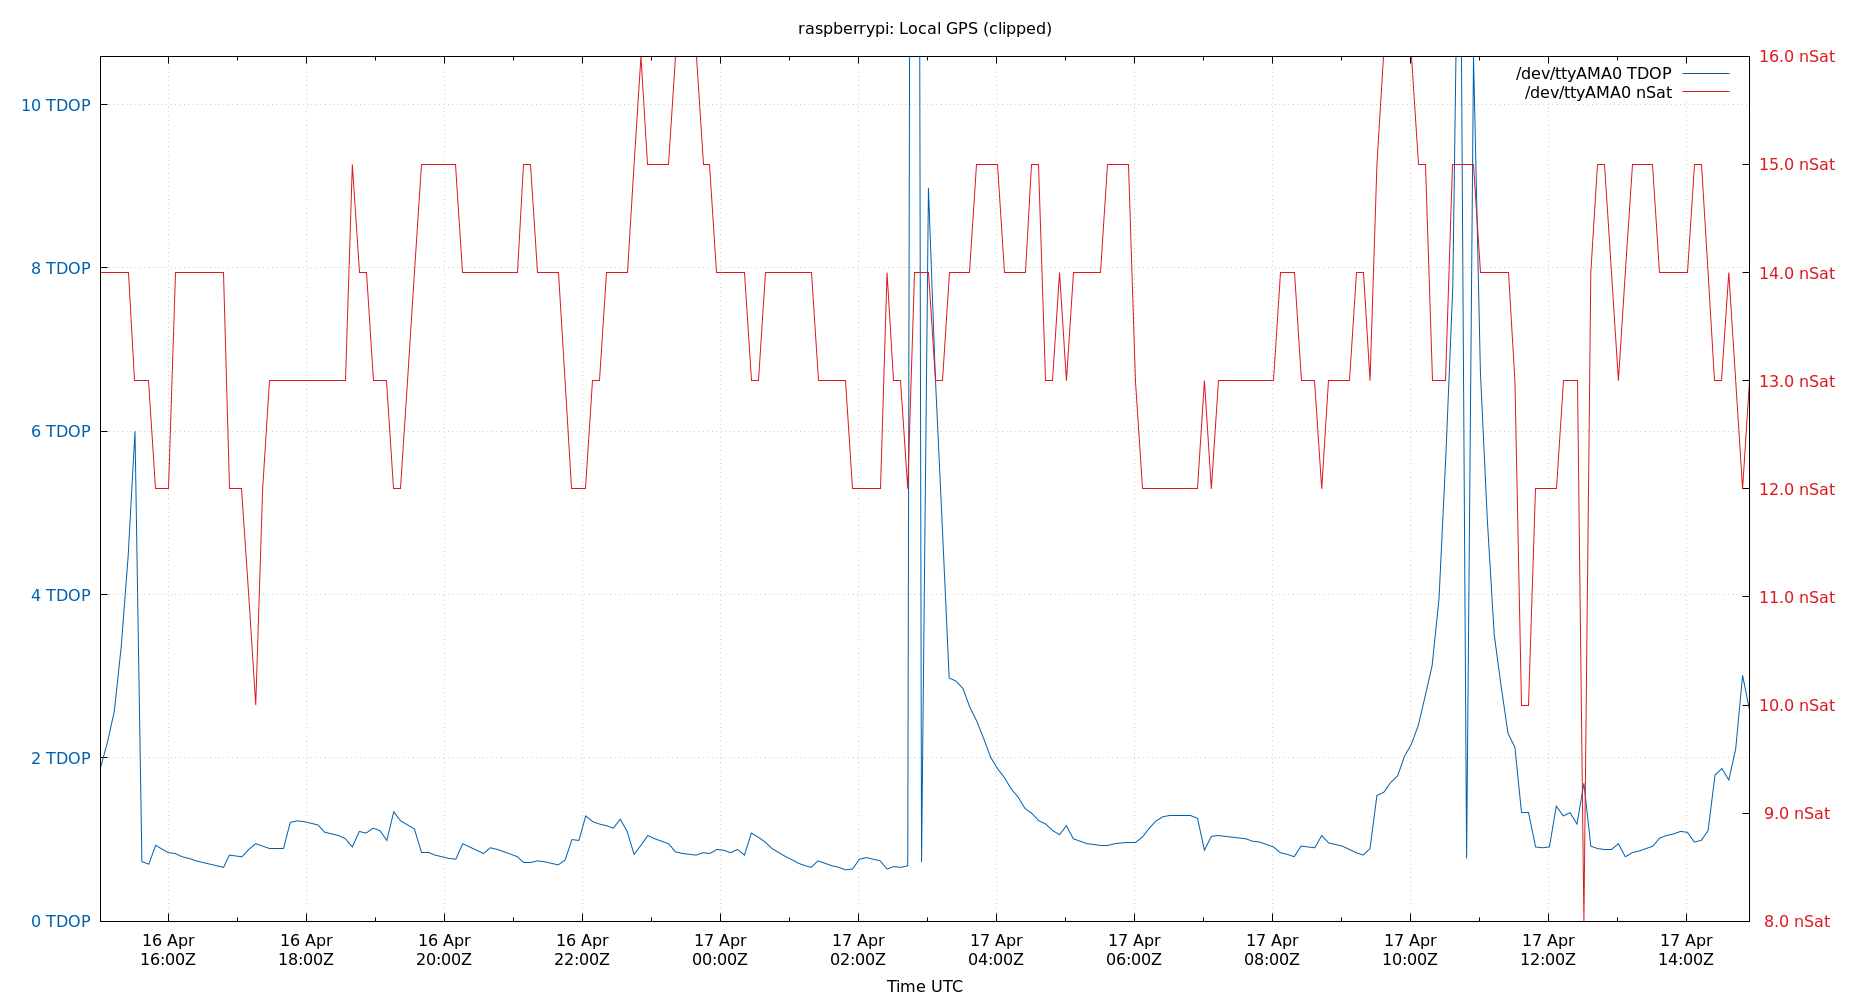 raspberrypi: Local GPS (clipped)
/dev/ttyAMA0 TDOP
/dev/ttyAMA0 nSat
10 TDOP
8 TDOP
6 TDOP
4 TDOP
2 TDOP
0 TDOP
16.0 nSat
15.0 nSat
14.0 nSat
13.0 nSat
12.0 nSat
11.0 nSat
10.0 nSat
9.0 nSat
8.0 nSat
16 Apr 16 Apr 16 Apr 16 Apr 17 Apr 17 Apr 17 Apr 17 Apr 17 Apr 17 Apr 17 Apr 17 Apr
16:00Z 18:00Z 20:00Z 22:00Z 00:00Z 02:00Z 04:00Z 06:00Z 08:00Z 10:00Z 12:00Z 14:00Z
Time UTC